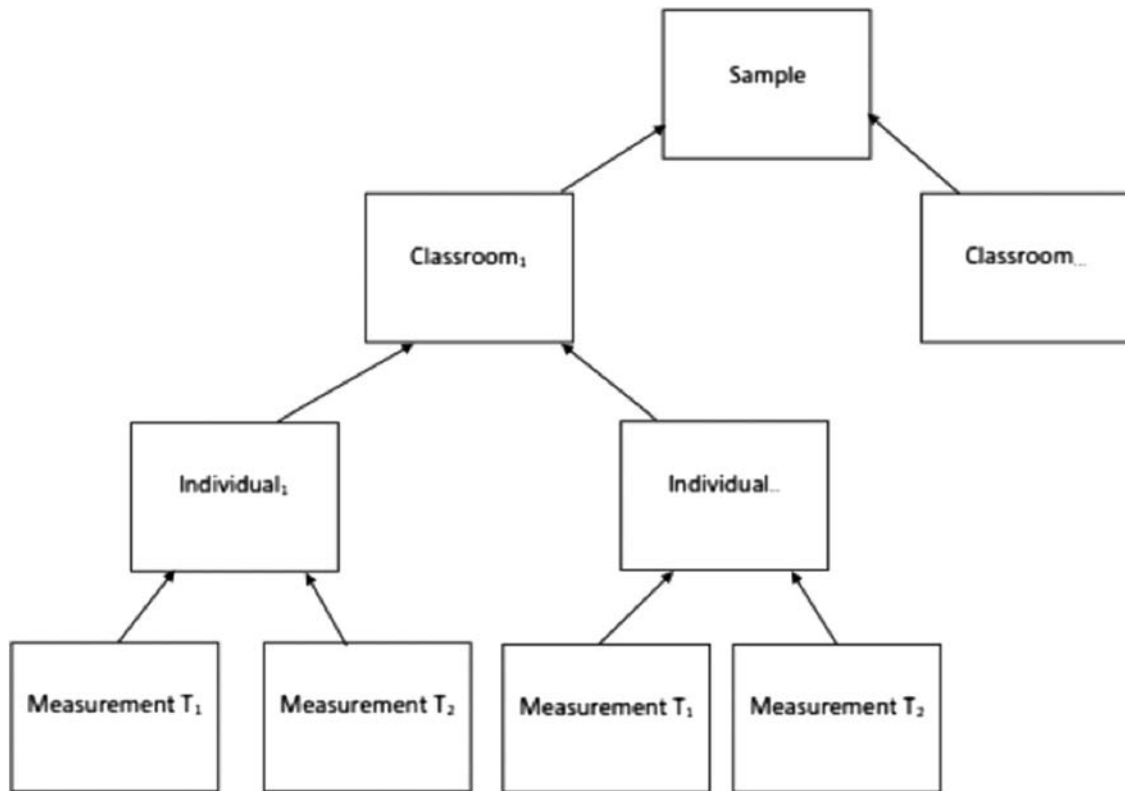 Sample
Classroom₁
Classroom...
Individual₁
Individual...
Measurement T₁
Measurement T₂
Measurement T₁
Measurement T₂